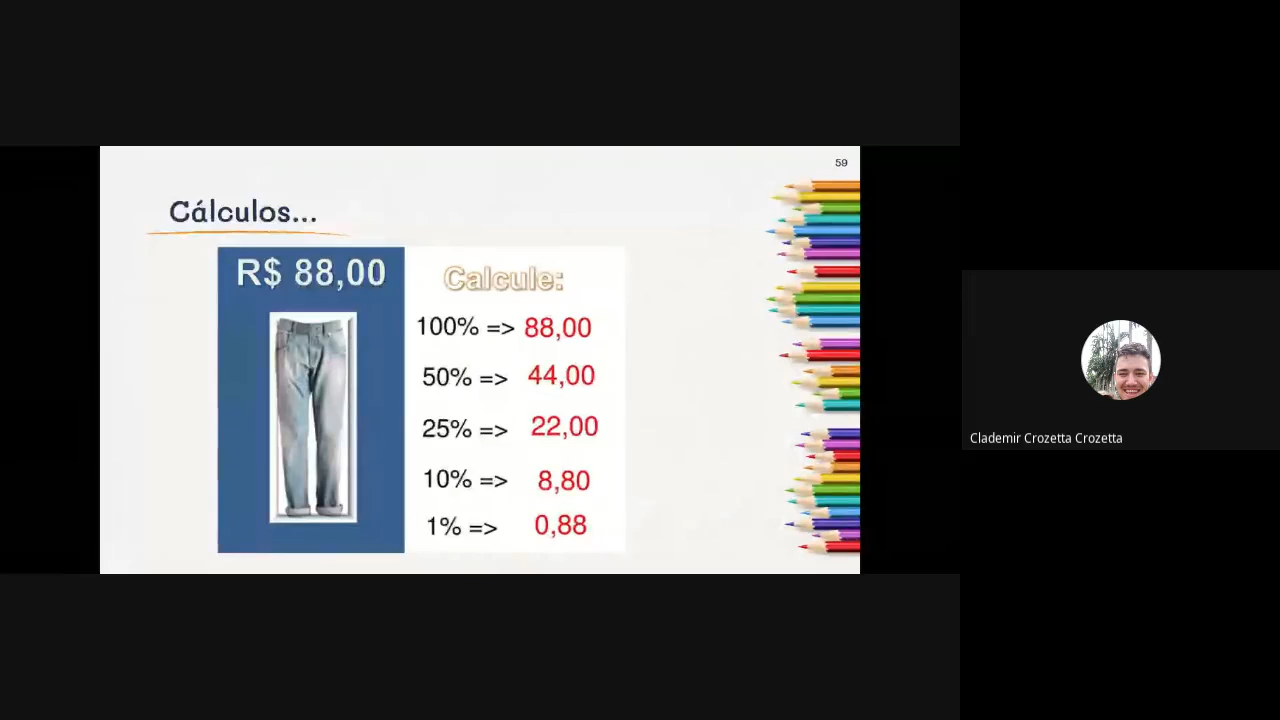 59
Cálculos...
R$ 88,00
Calcule:
100% => 88,00
50% => 44,00
25% => 22,00
10% => 8,80
1% => 0,88
Clademir Crozetta Crozetta